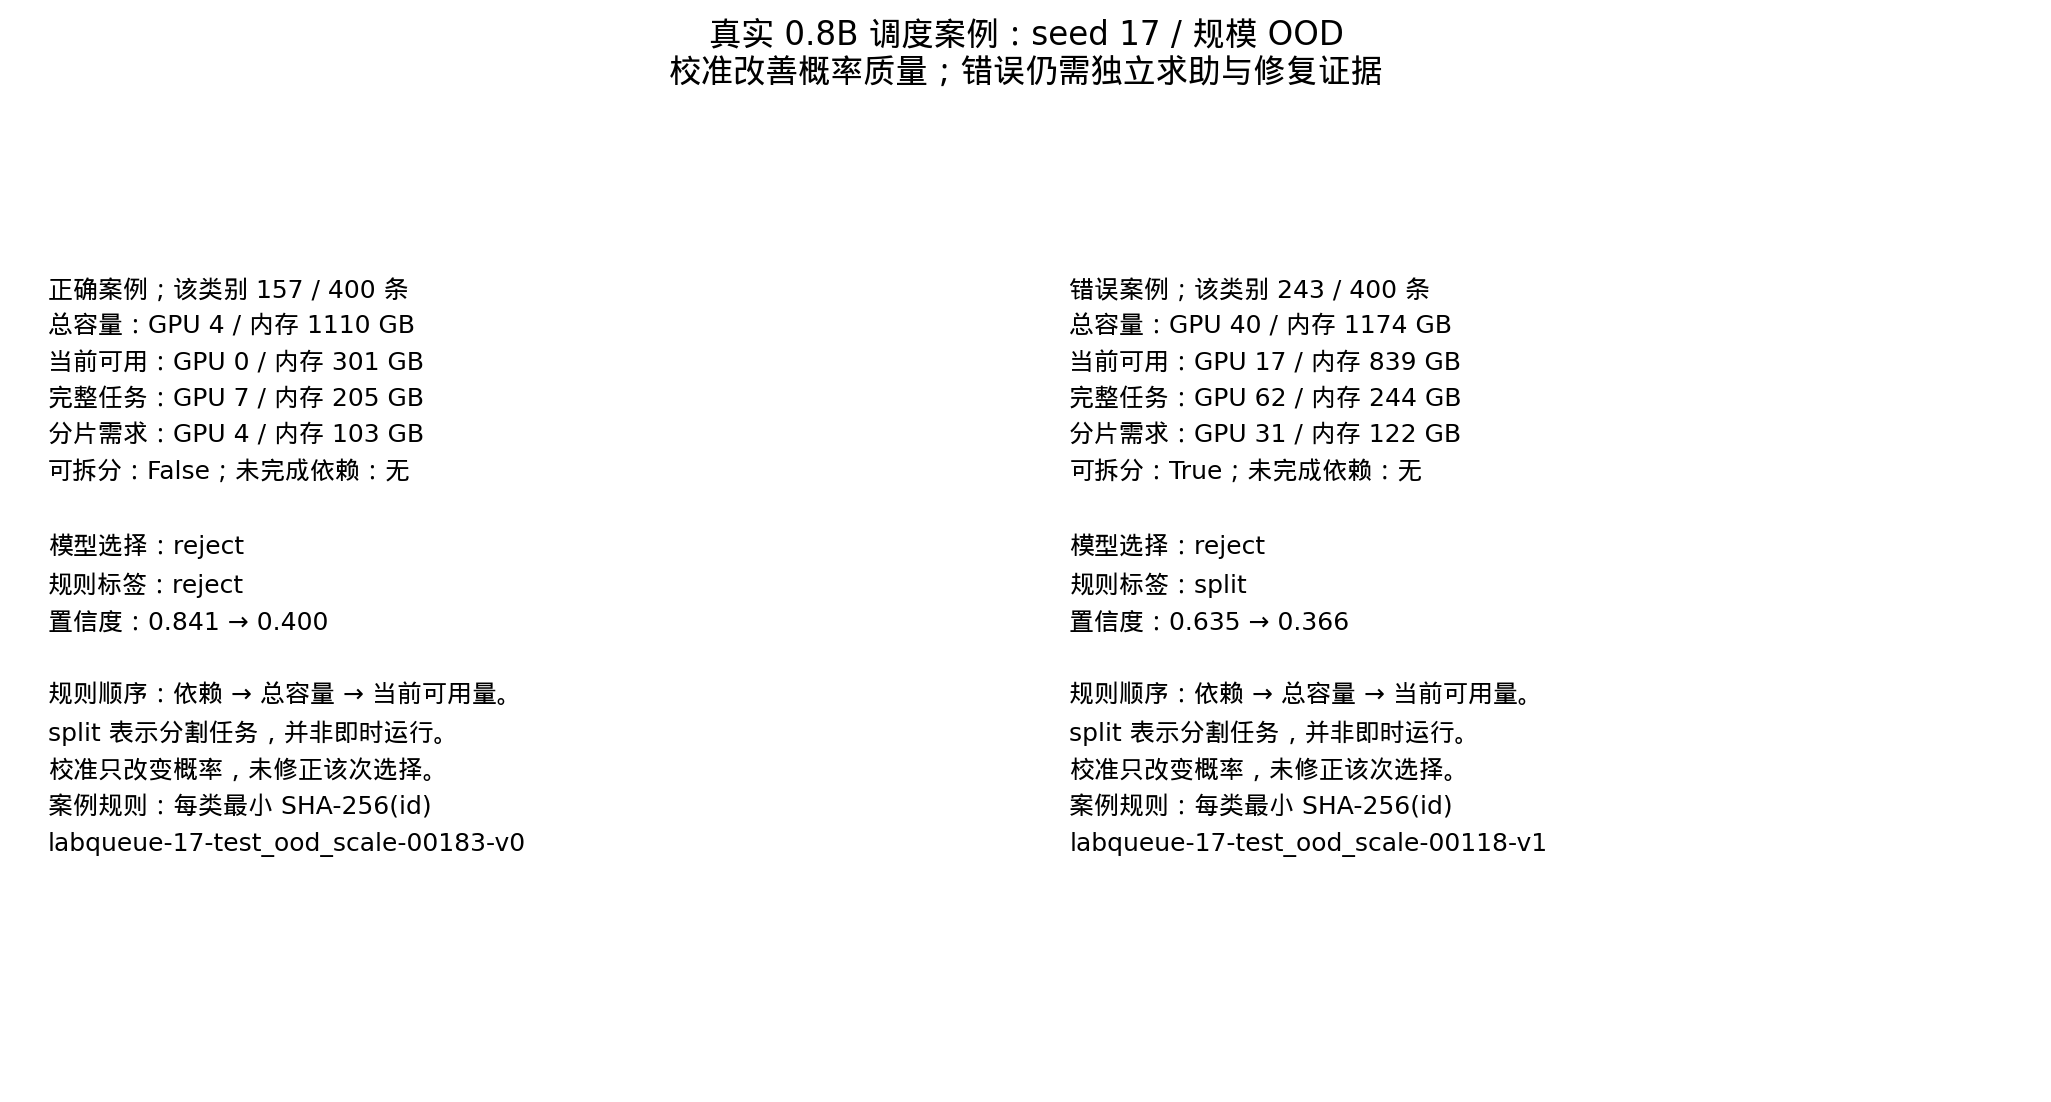 真实 0.8B 调度案例：seed 17 / 规模 OOD
校准改善概率质量；错误仍需独立求助与修复证据
正确案例；该类别 157 / 400 条
总容量：GPU 4 / 内存 1110 GB
当前可用：GPU 0 / 内存 301 GB
完整任务：GPU 7 / 内存 205 GB
分片需求：GPU 4 / 内存 103 GB
可拆分：False；未完成依赖：无
模型选择：reject
规则标签：reject
置信度：0.841 → 0.400
规则顺序：依赖 → 总容量 → 当前可用量。
split 表示分割任务，并非即时运行。
校准只改变概率，未修正该次选择。
案例规则：每类最小 SHA-256(id)
labqueue-17-test_ood_scale-00183-v0
错误案例；该类别 243 / 400 条
总容量：GPU 40 / 内存 1174 GB
当前可用：GPU 17 / 内存 839 GB
完整任务：GPU 62 / 内存 244 GB
分片需求：GPU 31 / 内存 122 GB
可拆分：True；未完成依赖：无
模型选择：reject
规则标签：split
置信度：0.635 → 0.366
规则顺序：依赖 → 总容量 → 当前可用量。
split 表示分割任务，并非即时运行。
校准只改变概率，未修正该次选择。
案例规则：每类最小 SHA-256(id)
labqueue-17-test_ood_scale-00118-v1